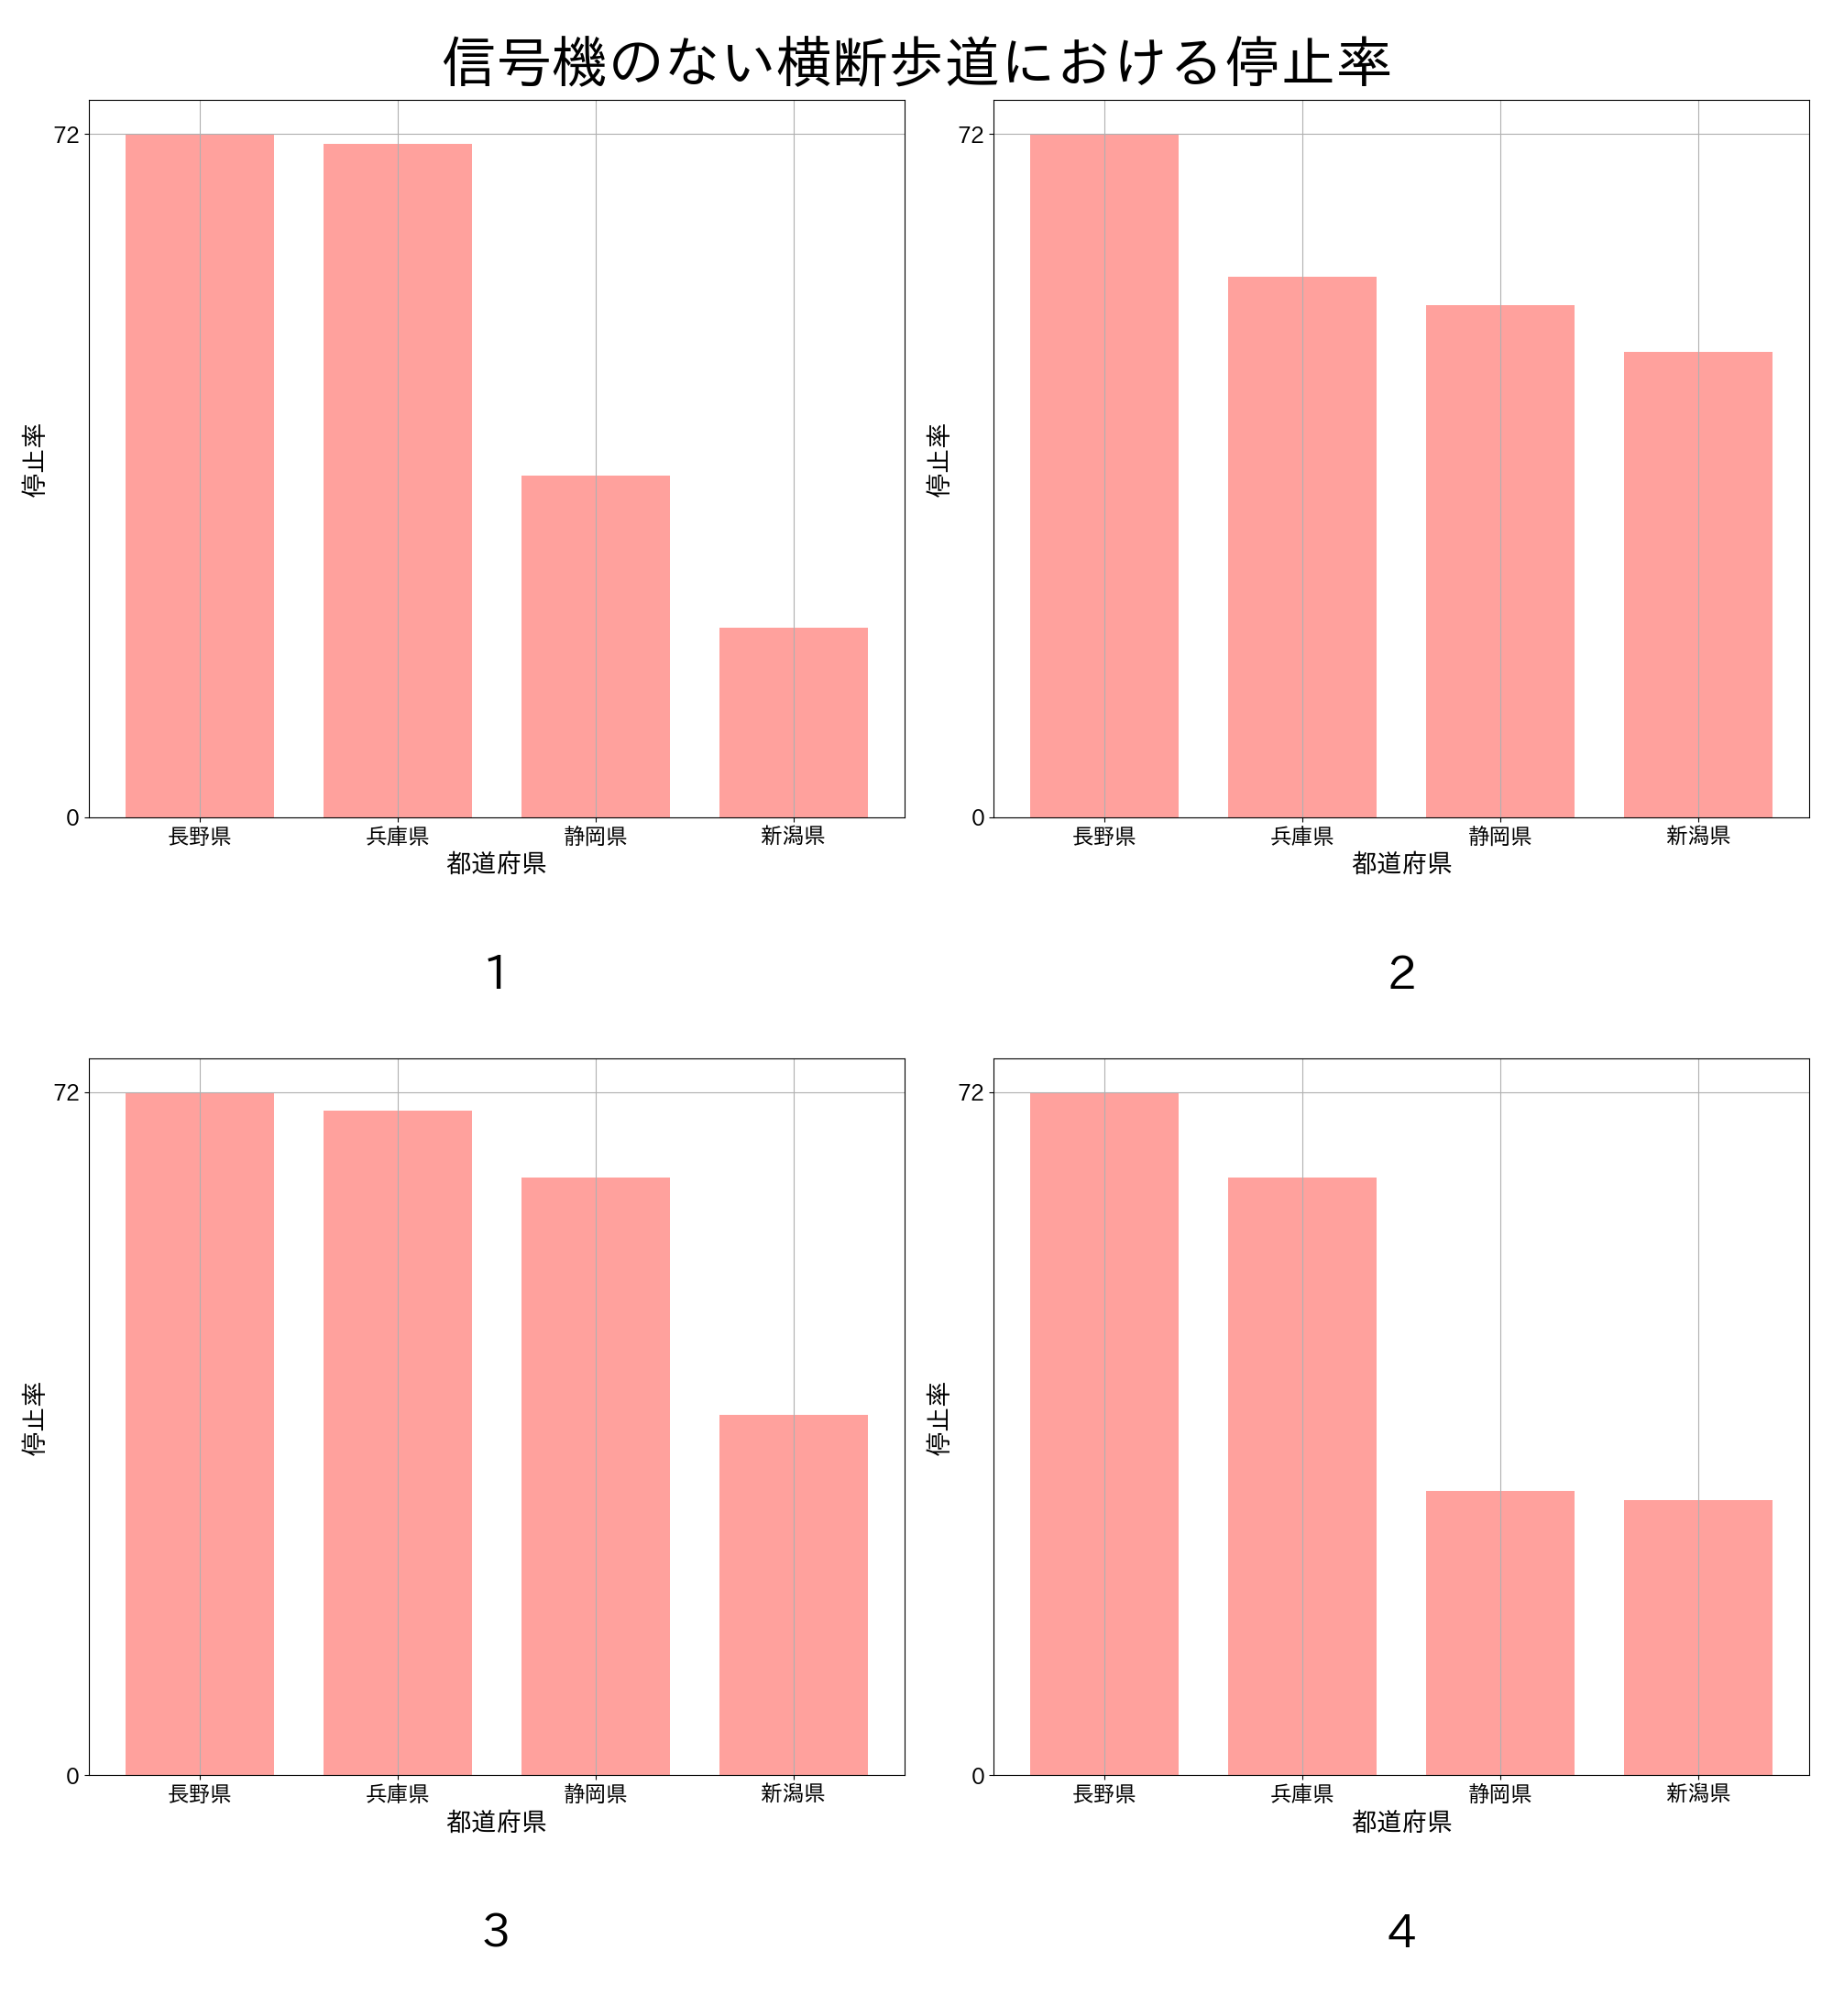 信号機のない横断歩道における停止率
72
0
停止率
長野県 兵庫県 静岡県 新潟県
都道府県
1
72
0
停止率
長野県 兵庫県 静岡県 新潟県
都道府県
2
72
0
停止率
長野県 兵庫県 静岡県 新潟県
都道府県
3
72
0
停止率
長野県 兵庫県 静岡県 新潟県
都道府県
4